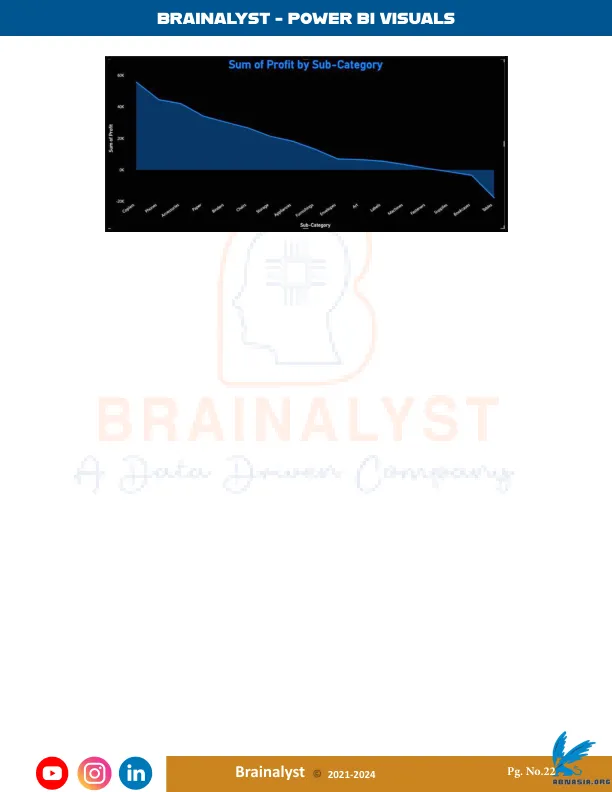 BRAINALYST - POWER BI VISUALS
Sum of Profit by Sub-Category
60K
40K
20K
0K
-20K
Sum of Profit
Copiers
Phones
Accessories
Paper
Binders
Chairs
Storage
Appliances
Furnishings
Envelopes
Art
Labels
Machines
Fasteners
Supplies
Bookcases
Tables
Sub-Category
BRAINALYST
A Data Driven Company
Brainalyst © 2021-2024
Pg. No.22
ABNASIA.ORG